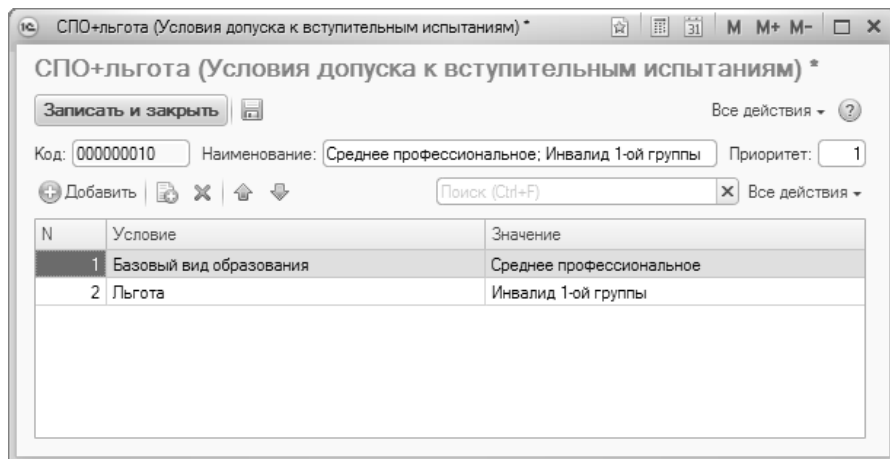 СПО+льгота (Условия допуска к вступительным испытаниям) *
31 M M+ M-
СПО+льгота (Условия допуска к вступительным испытаниям) *
Записать и закрыть Все действия ?
Код: 000000010 Наименование: Среднее профессиональное; Инвалид 1-ой группы Приоритет: 1
Добавить Поиск (Ctrl+F) Все действия
N Условие Значение
1 Базовый вид образования Среднее профессиональное
2 Льгота Инвалид 1-ой группы